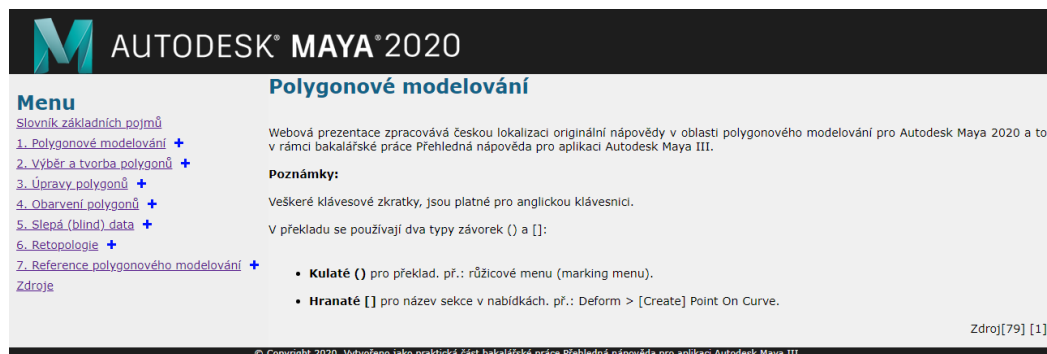 AUTODESK® MAYA® 2020
Menu
Slovník základních pojmů
1. Polygonové modelování +
2. Výběr a tvorba polygonů +
3. Úpravy polygonů +
4. Obarvení polygonů +
5. Slepá (blind) data +
6. Retopologie +
7. Reference polygonového modelování +
Zdroje
Polygonové modelování
Webová prezentace zpracovává českou lokalizaci originální nápovědy v oblasti polygonového modelování pro Autodesk Maya 2020 a to
v rámci bakalářské práce Přehledná nápověda pro aplikaci Autodesk Maya III.
Poznámky:
Veškeré klávesové zkratky, jsou platné pro anglickou klávesnici.
V překladu se používají dva typy závorek () a []:
• Kulaté () pro překlad. př.: růžicové menu (marking menu).
• Hranaté [] pro název sekce v nabídkách. př.: Deform > [Create] Point On Curve.
Zdroj[79] [1]
© Copyright 2020, Vytvořeno jako praktická část bakalářské práce Přehledná nápověda pro aplikaci Autodesk Maya III